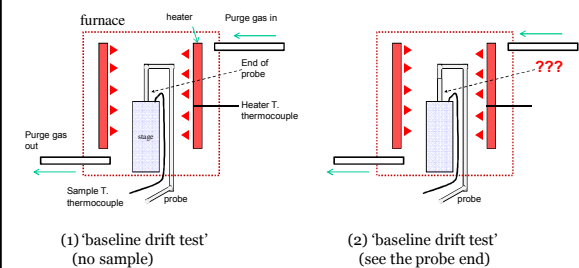 furnace
heater
Purge gas in
End of
probe
Heater T.
thermocouple
stage
Purge gas
out
Sample T.
thermocouple
probe
(1) 'baseline drift test'
(no sample)
???
probe
(2) 'baseline drift test'
(see the probe end)